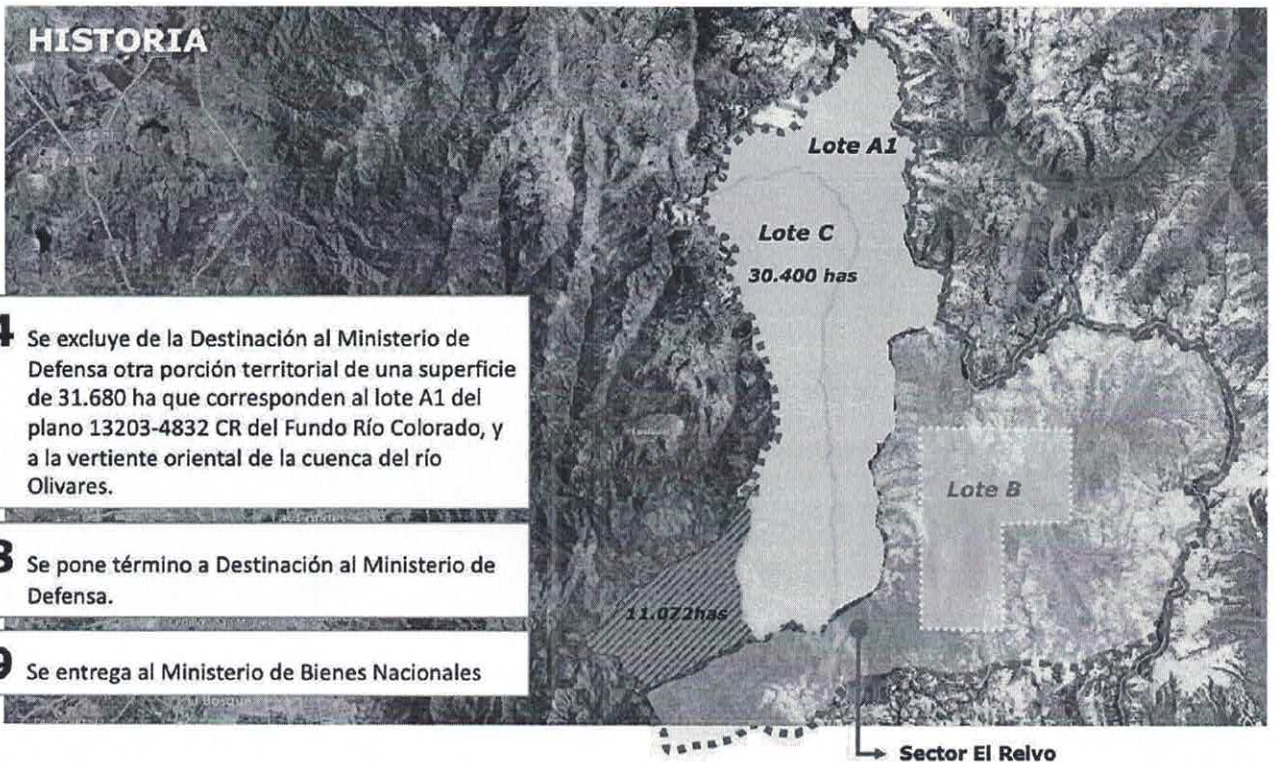 HISTORIA
Lote A1
Lote C
30.400 has
4 Se excluye de la Destinación al Ministerio de
Defensa otra porción territorial de una superficie
de 31.680 ha que corresponden al lote A1 del
plano 13203-4832 CR del Fundo Río Colorado, y
a la vertiente oriental de la cuenca del río
Olivares.
Lote B
8 Se pone término a Destinación al Ministerio de
Defensa.
11.072has
9 Se entrega al Ministerio de Bienes Nacionales
El Bosque
Sector El Relvo